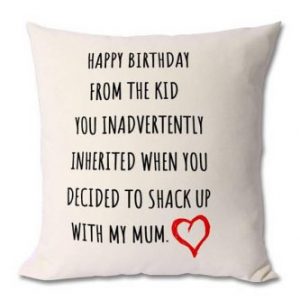 HAPPY BIRTHDAY
FROM THE KID
YOU INADVERTENTLY
INHERITED WHEN YOU
DECIDED TO SHACK UP
WITH MY MUM.